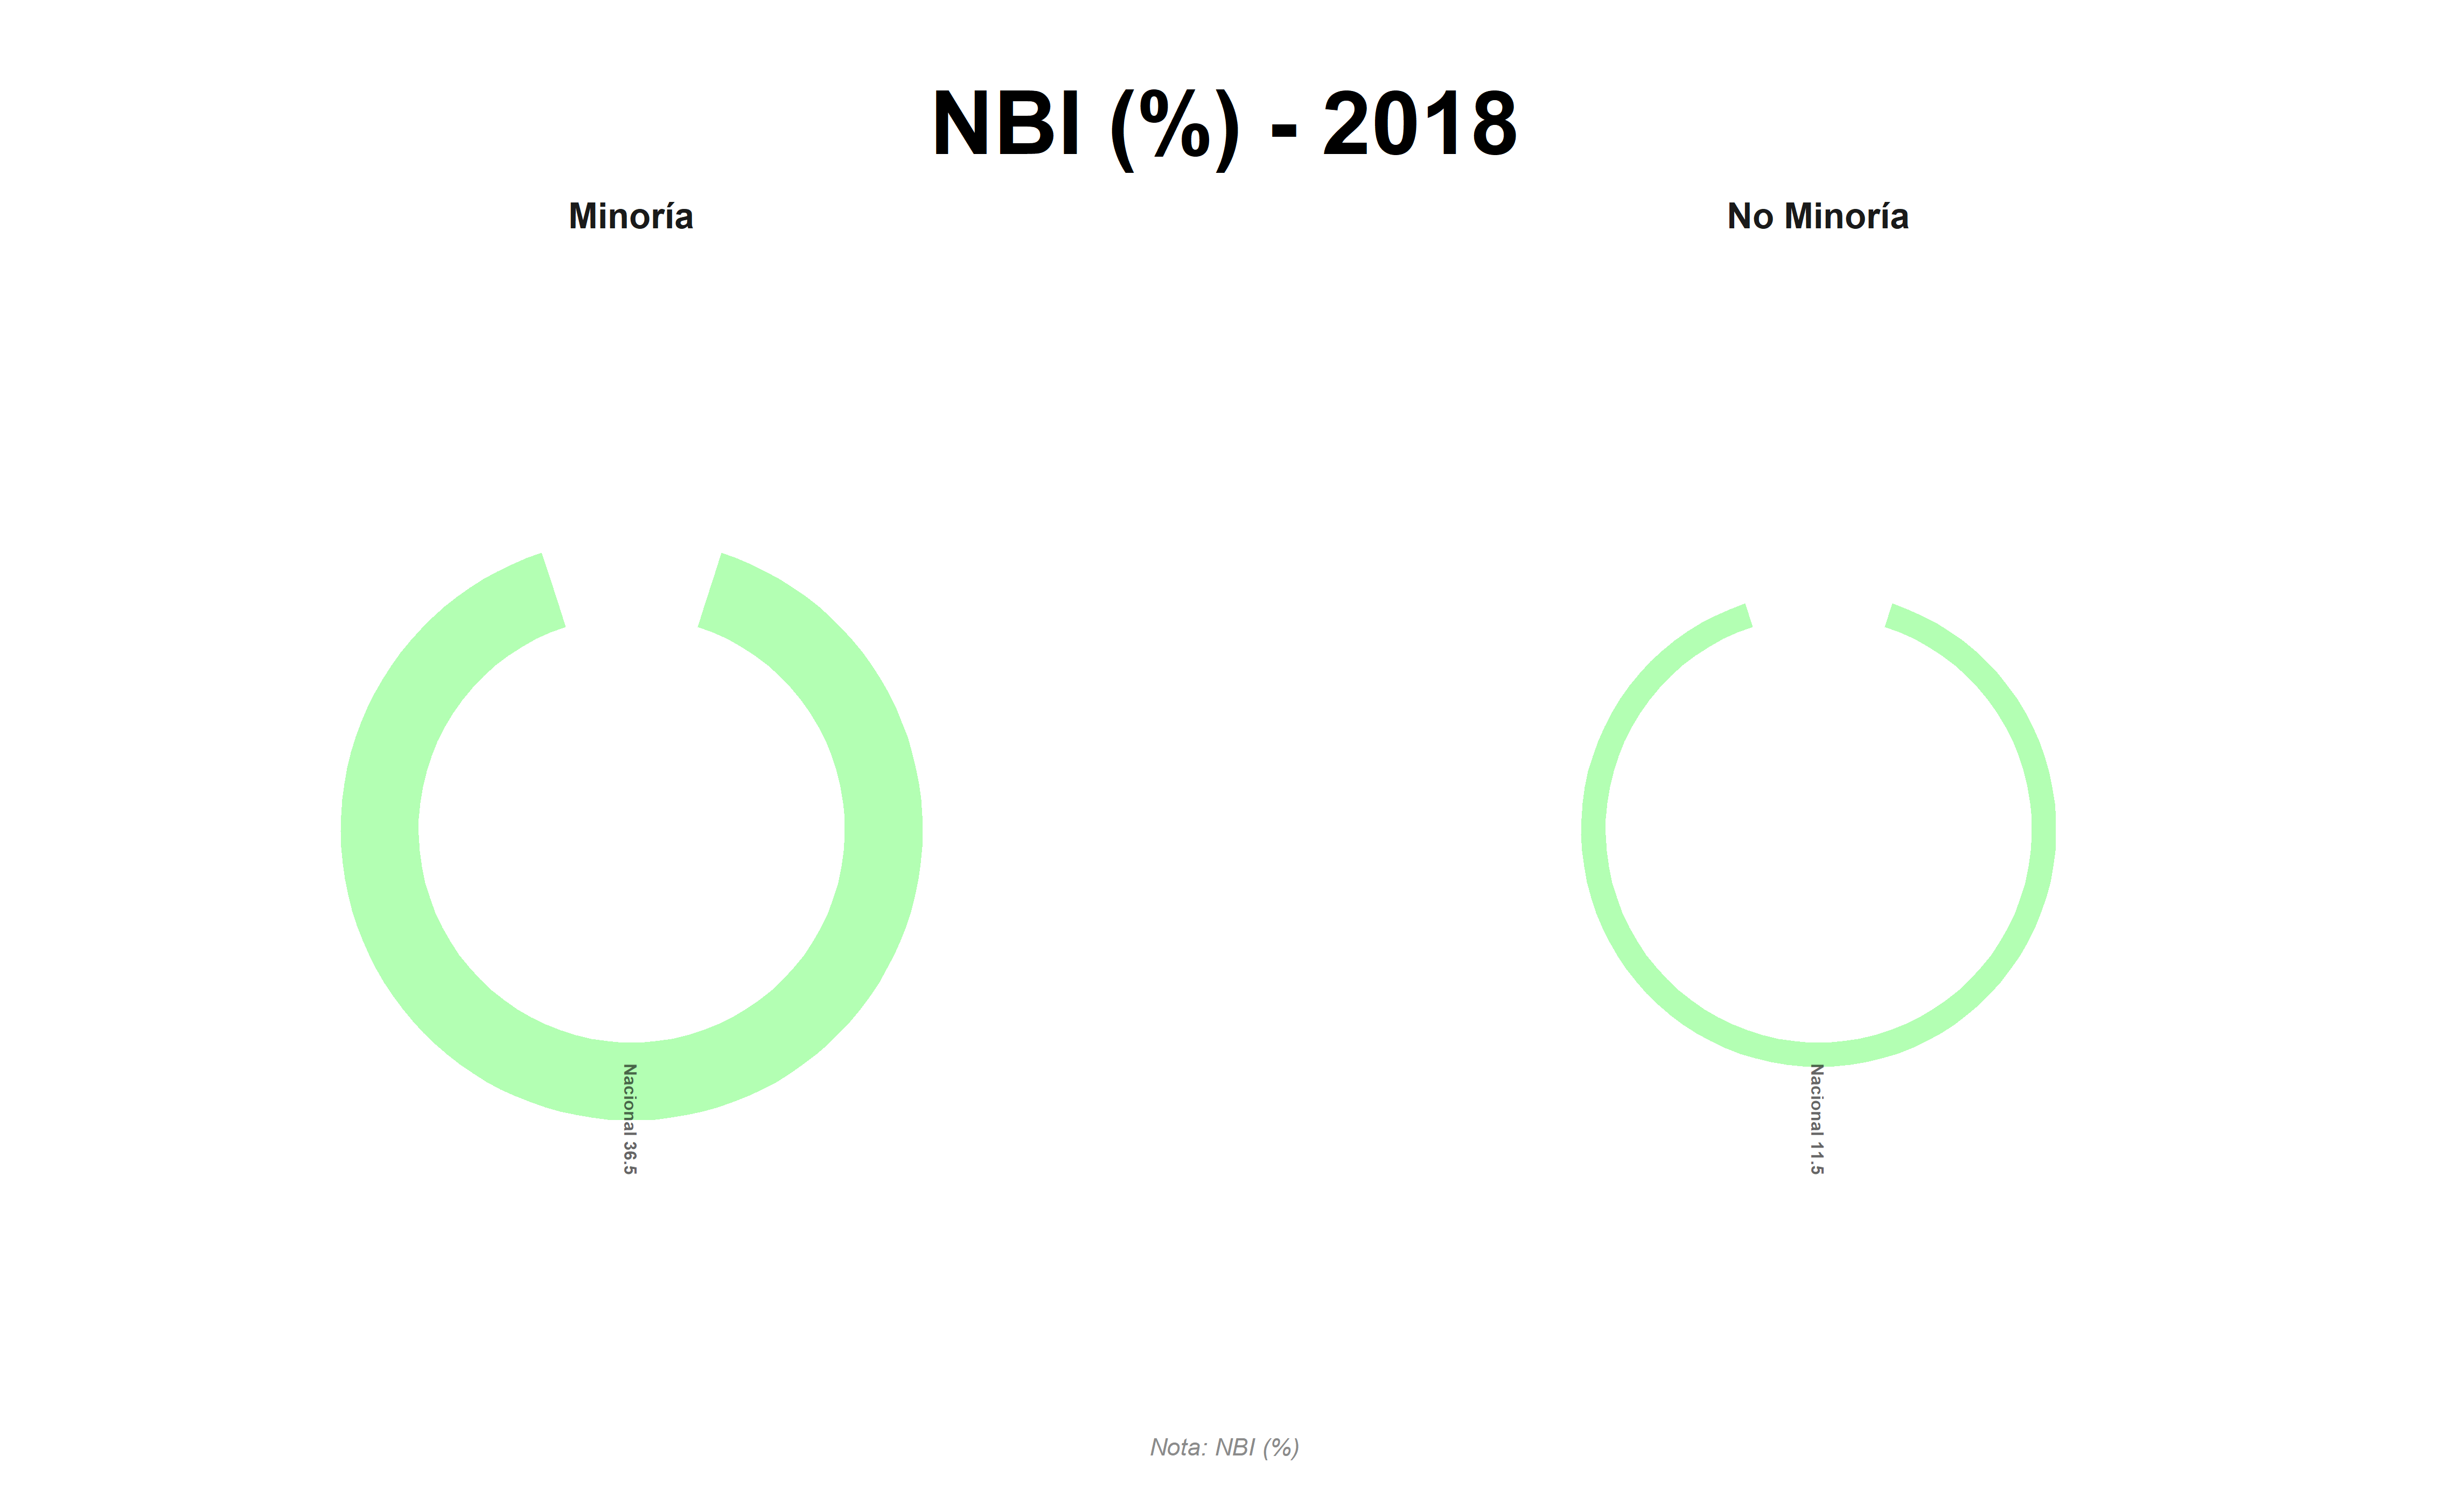 NBI (%) - 2018
Minoría
No Minoría
Nacional 36.5
Nacional 11.5
Nota: NBI (%)